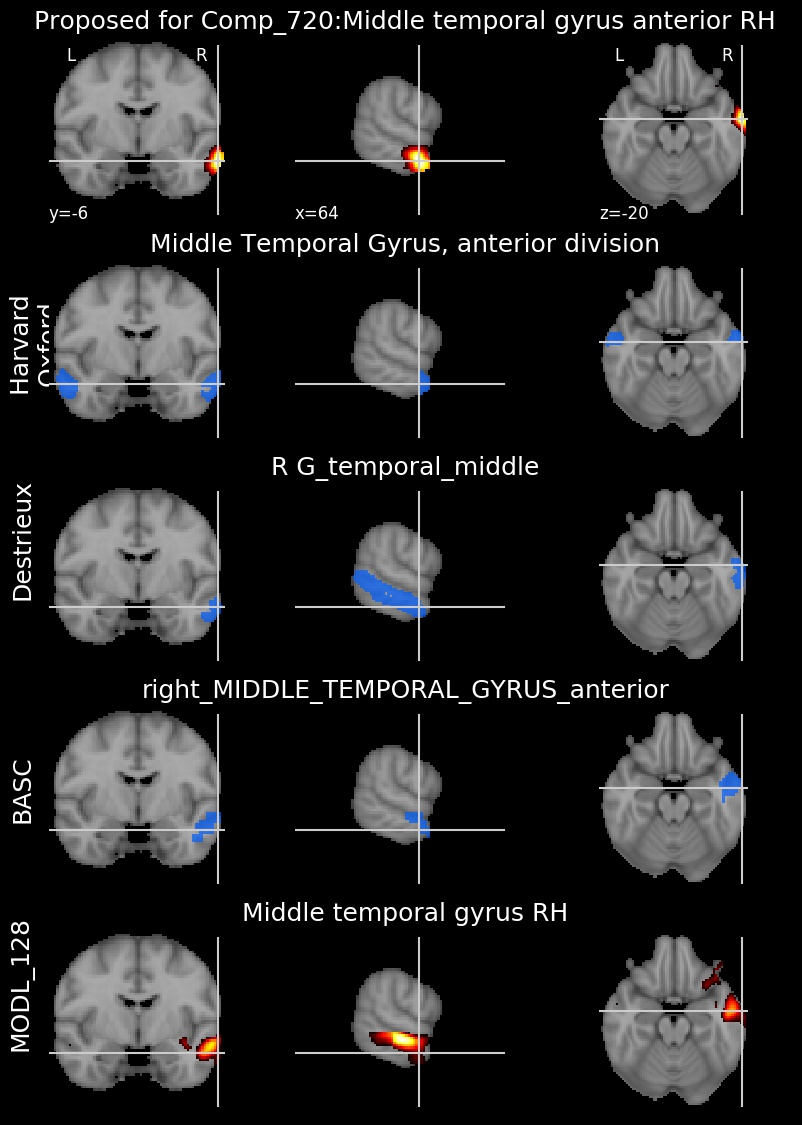 Proposed for Comp_720:Middle temporal gyrus anterior RH
L R L R
y=-6 x=64 z=-20
Middle Temporal Gyrus, anterior division
Harvard
Oxford
R G_temporal_middle
Destrieux
right_MIDDLE_TEMPORAL_GYRUS_anterior
BASC
Middle temporal gyrus RH
MODL_128